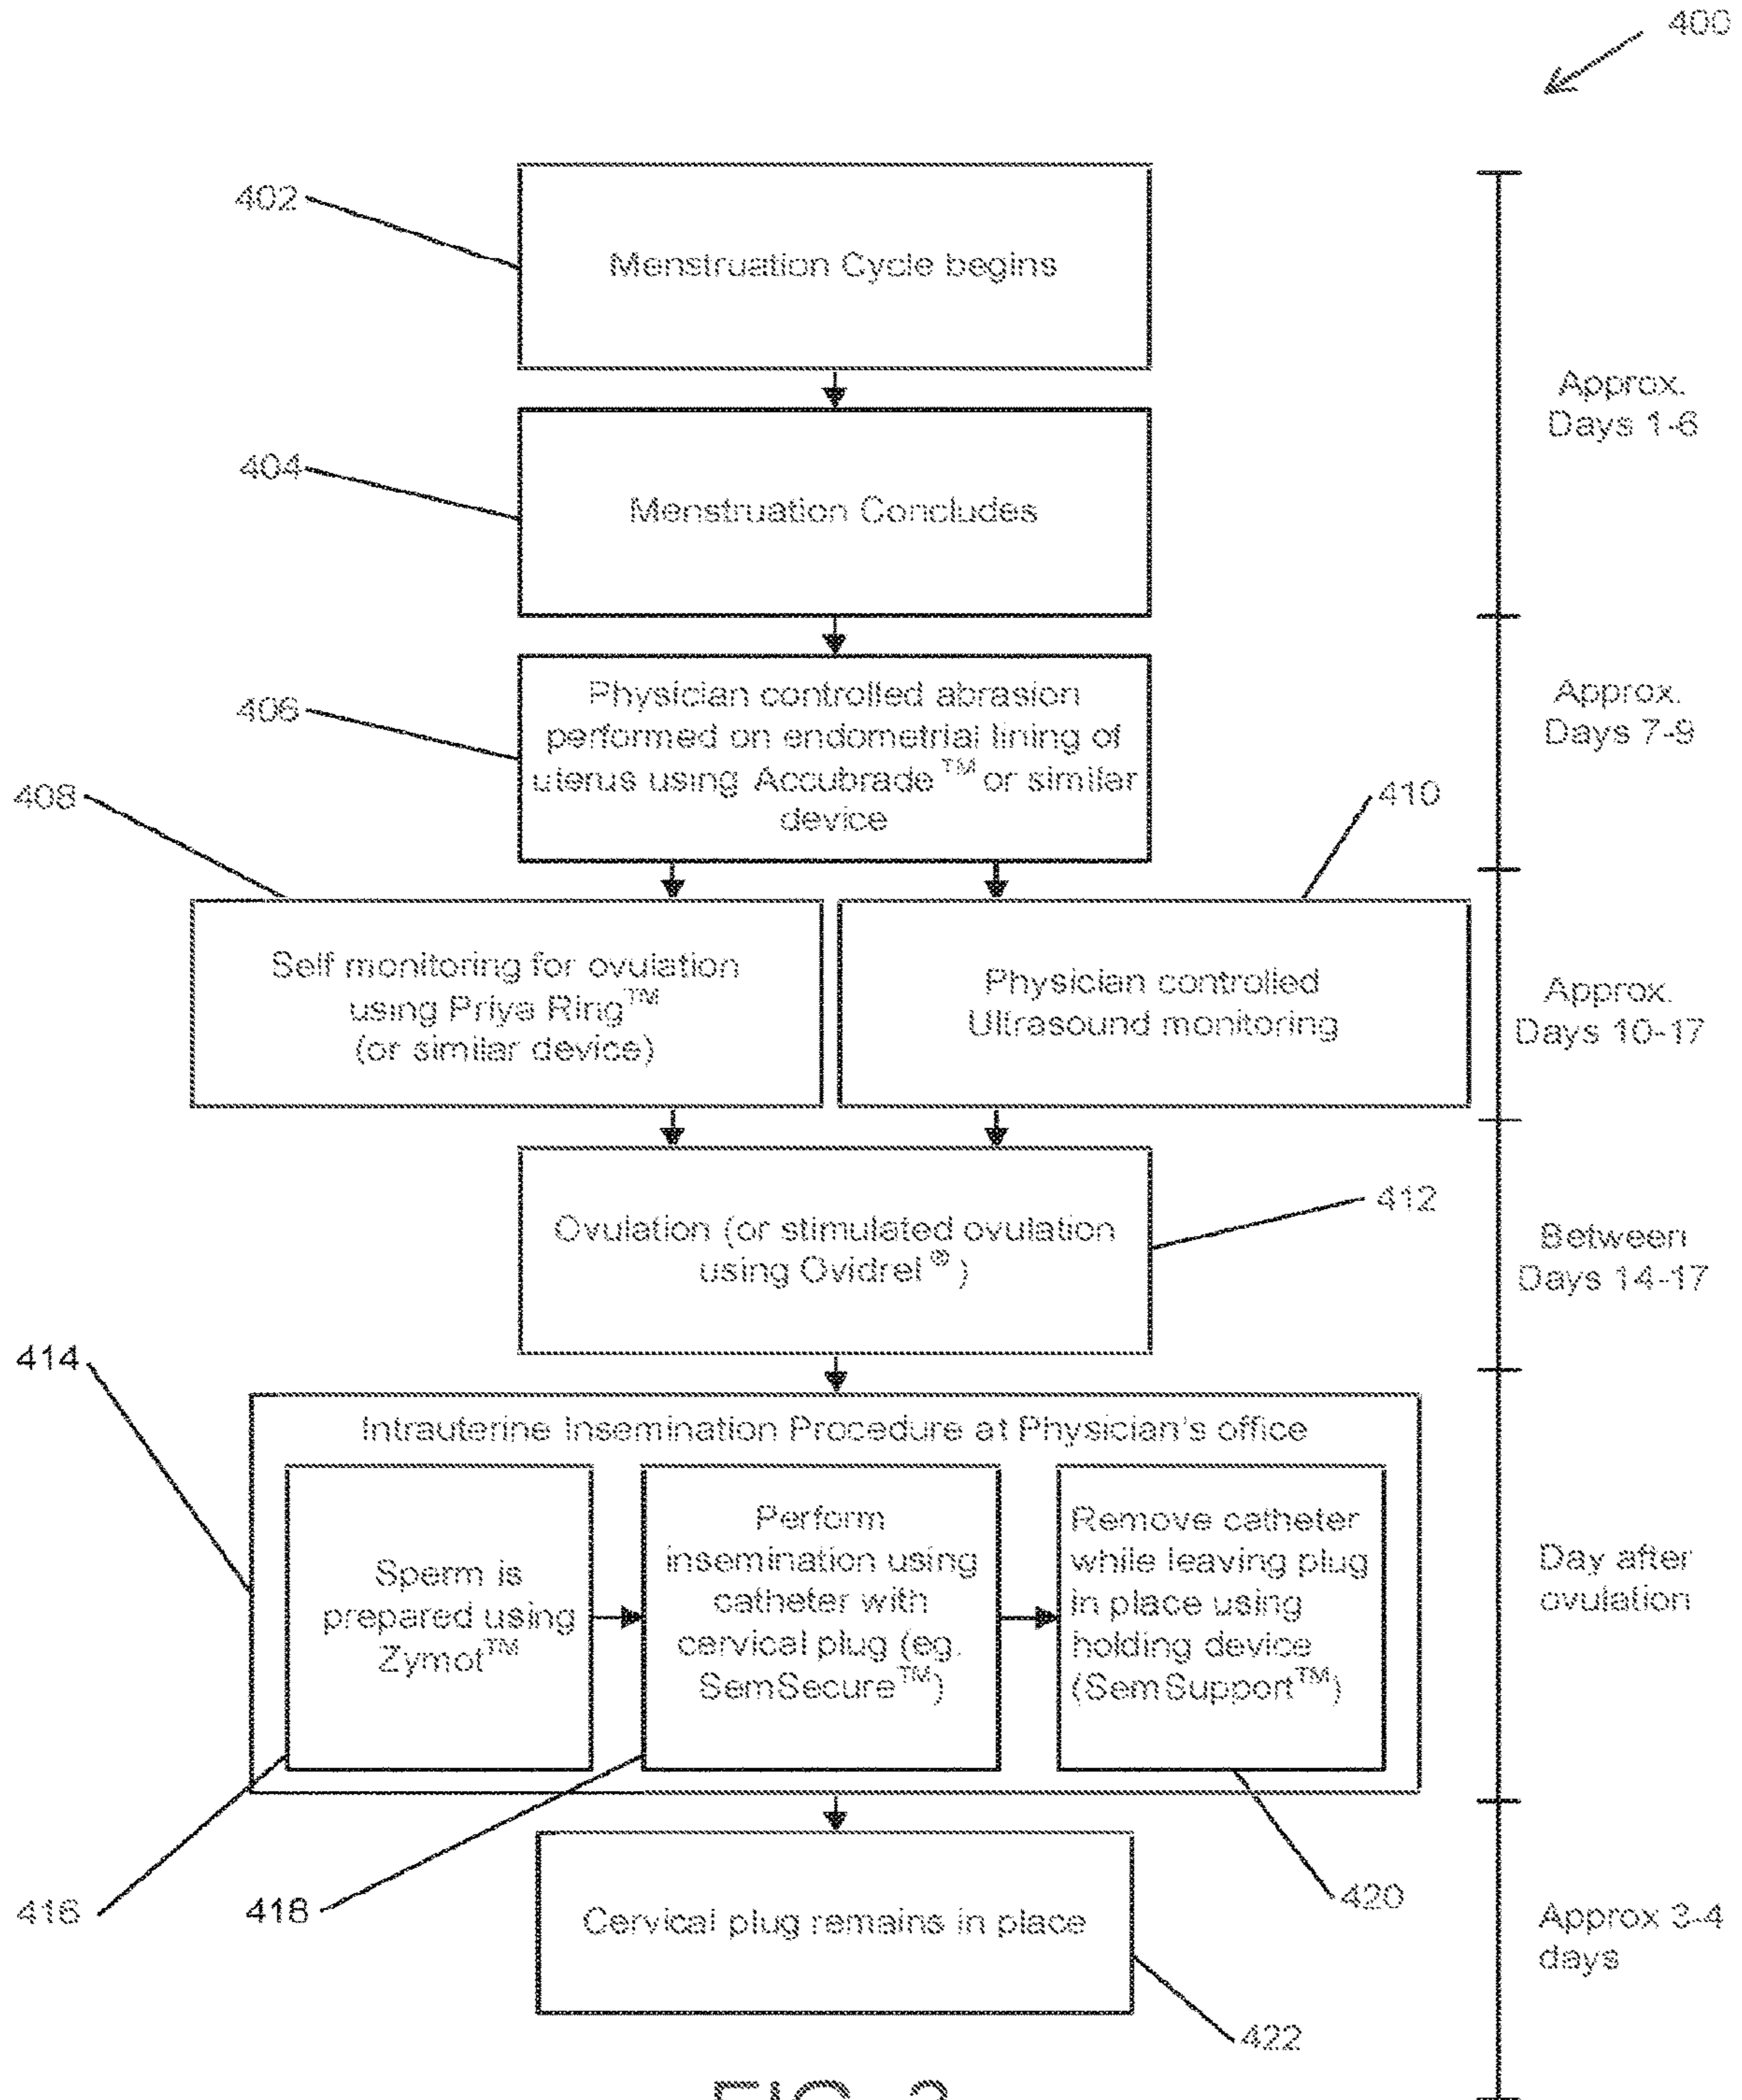 400
402
Menstruation Cycle begins
404
Menstruation Concludes
Approx.
Days 1-6
406
Physician controlled abrasion
performed on endometrial lining of
uterus using Accubrade™ or similar
device
Approx.
Days 7-9
408
410
Self monitoring for ovulation
using Priya Ring™
(or similar device)
Physician controlled
Ultrasound monitoring
Approx.
Days 10-17
412
Ovulation (or stimulated ovulation
using Ovidrel®)
Between
Days 14-17
414
Intrauterine Insemination Procedure at Physician's office
Sperm is
prepared using
Zymot™
Perform
insemination using
catheter with
cervical plug (eg.
SemSecure™)
Remove catheter
while leaving plug
in place using
holding device
(SemSupport™)
Day after
ovulation
416
418
420
Cervical plug remains in place
Approx 3-4
days
422